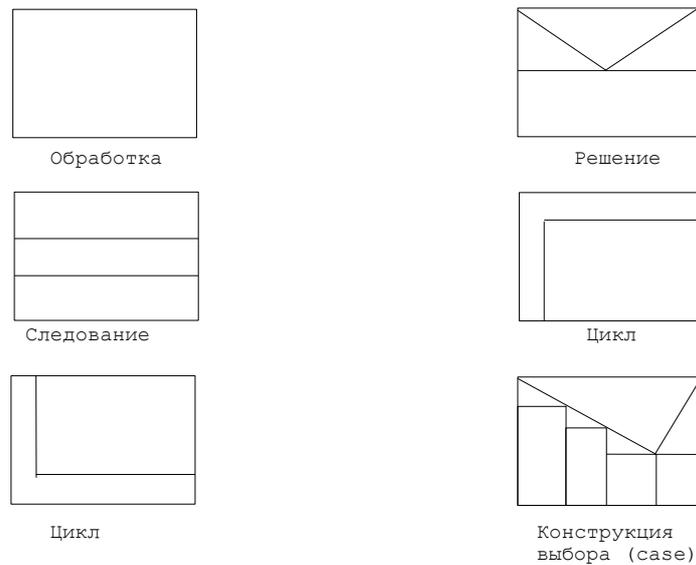 Обработка
Решение
Следование
Цикл
Цикл
Конструкция
выбора (case)